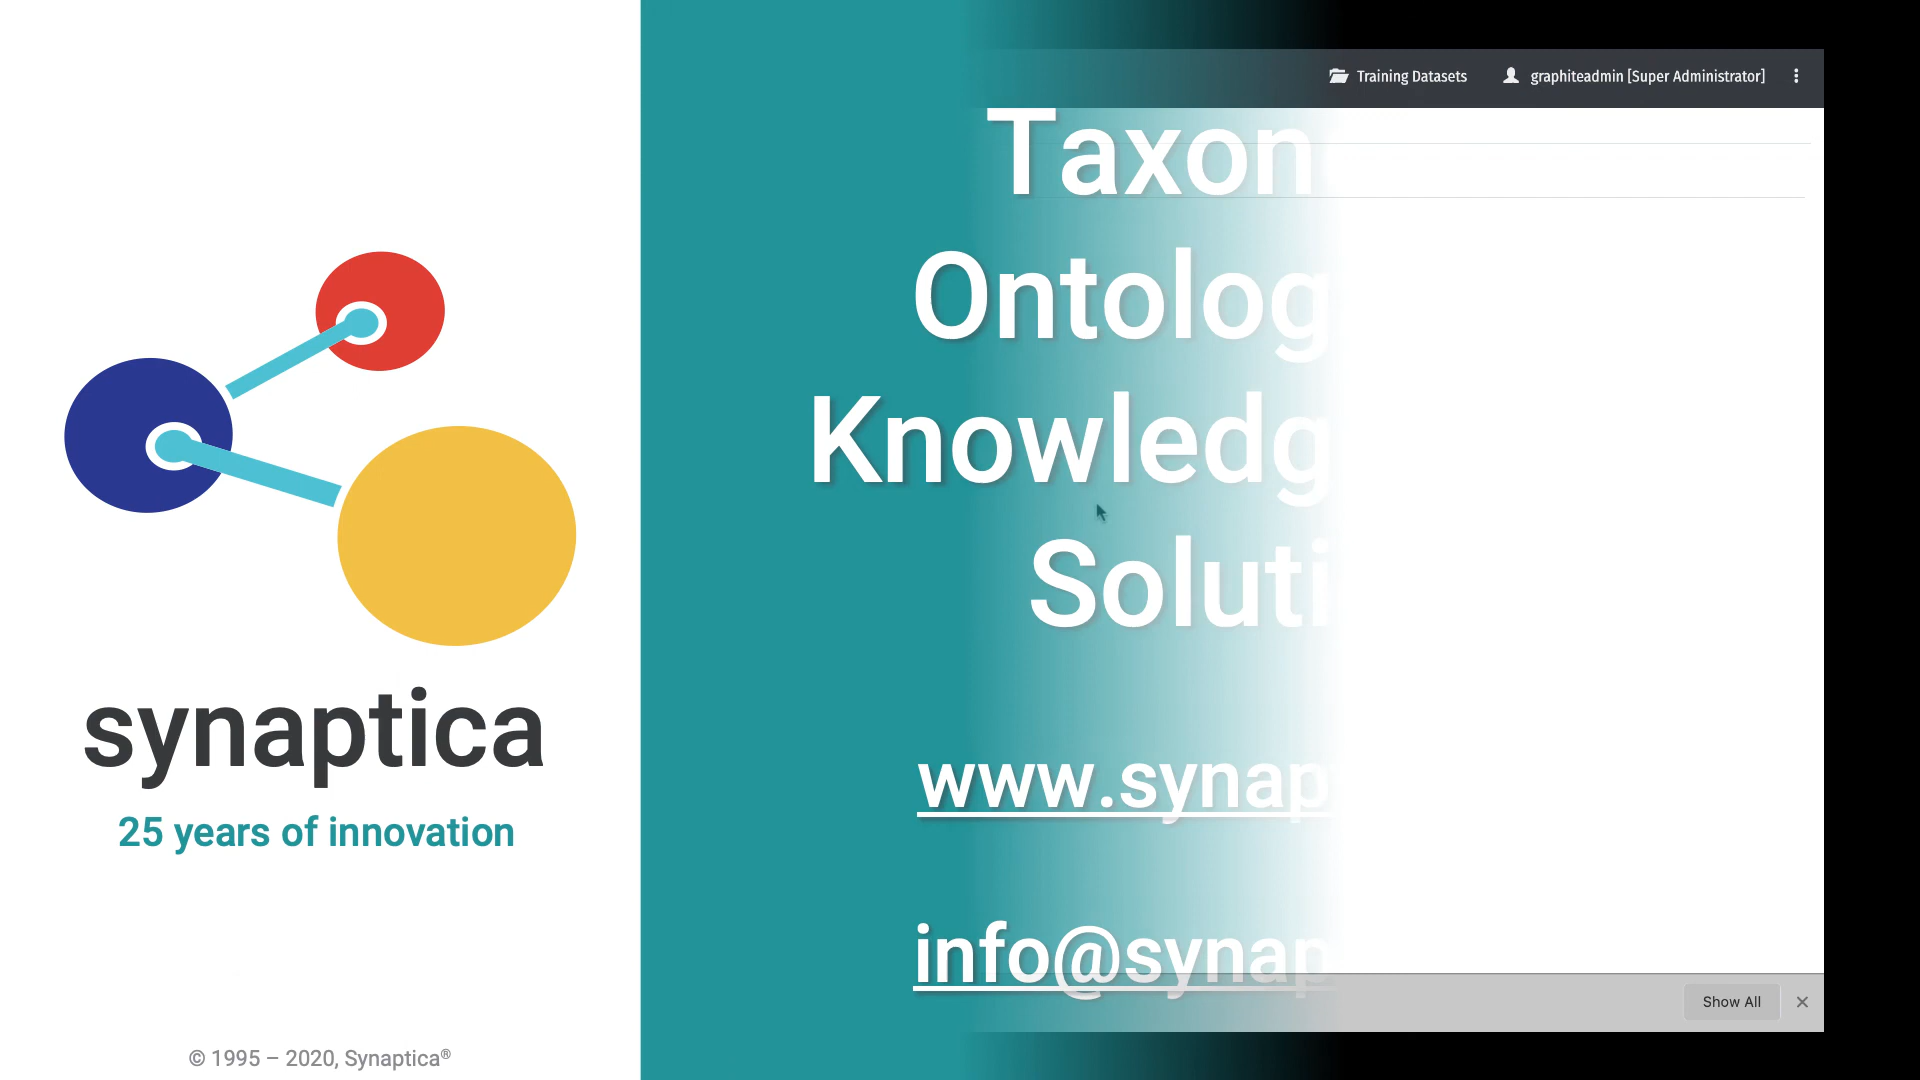 Training Datasets graphiteadmin [Super Administrator]
synaptica
25 years of innovation
© 1995 – 2020, Synaptica®
Taxon
Ontolog
Knowledg
Soluti
www.synap
info@synap
Show All